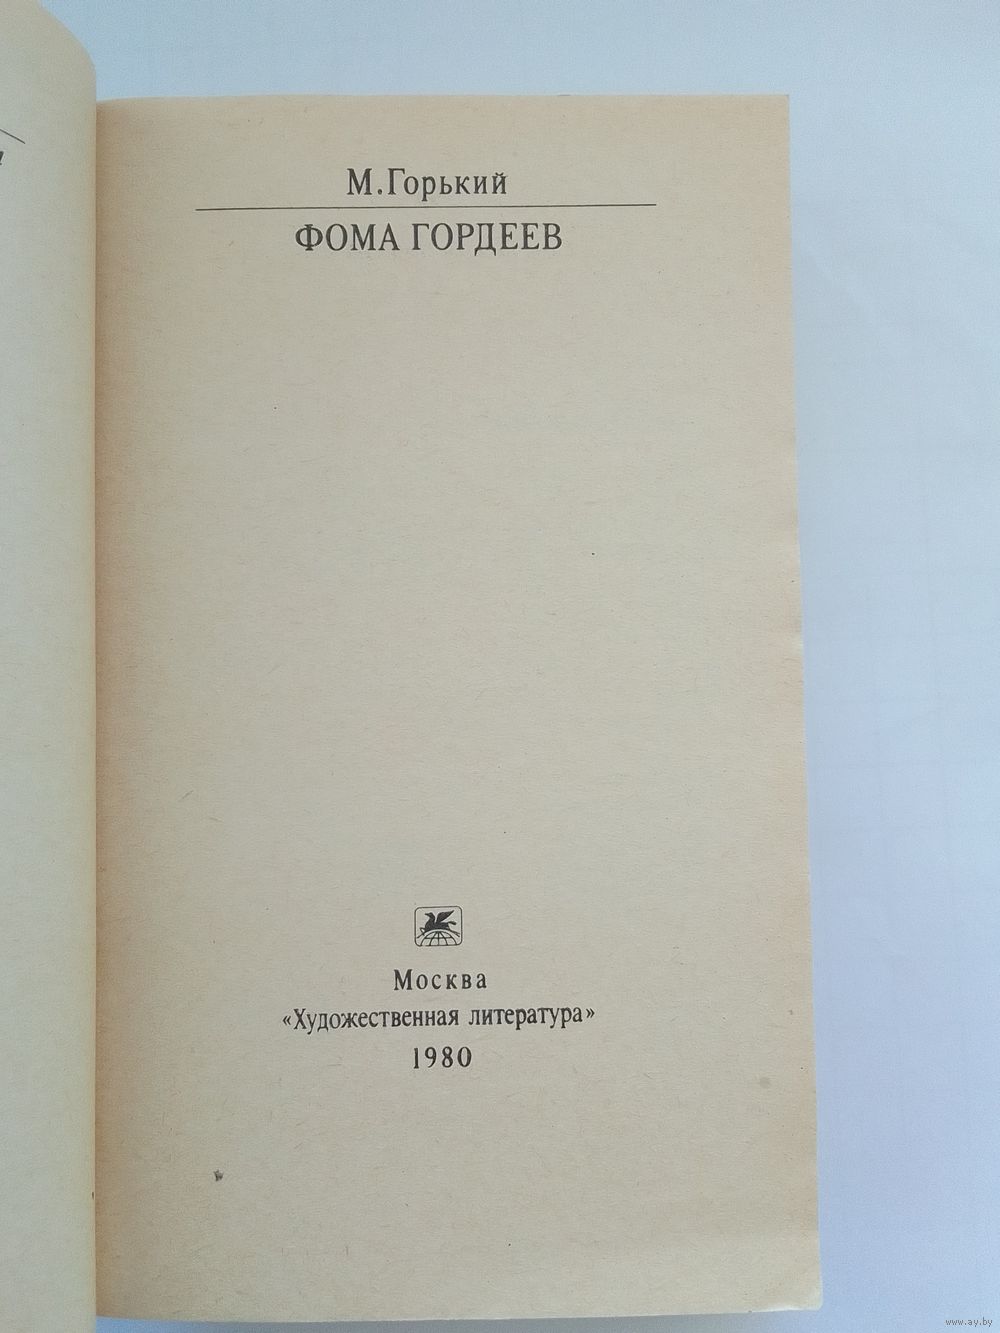 М.Горький
ФОМА ГОРДЕЕВ
Москва
«Художественная литература»
1980
www.ay.by